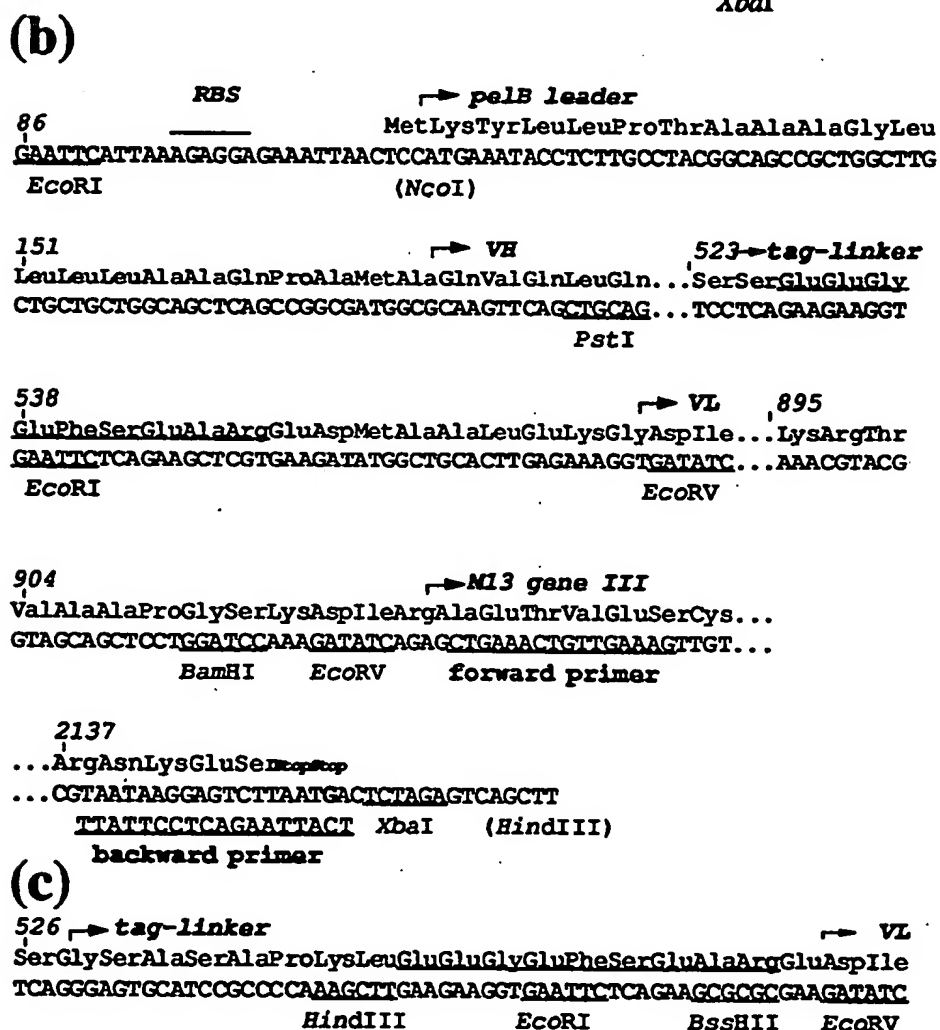 XbaI
(b)
RBS pelB leader
86 MetLysTyrLeuLeuProThrAlaAlaAlaGlyLeu
GAATTCATTAAAGAGGAGAAATTAACTCCATGAAATACCTCTTGCCTACGGCAGCCGCTGGCTTG
EcoRI (NcoI)
151 VH 523 tag-linker
LeuLeuLeuAlaAlaGlnProAlaMetAlaGlnValGlnLeuGln...SerSerGluGluGly
CTGCTGCTGGCAGCTCAGCCGGCGATGGCGCAAGTTCAGCTGCAG...TCCTCAGAAGAAGGT
PstI
538 VL 895
GluPheSerGluAlaArgGluAspMetAlaAlaLeuGluLysGlyAspIle...LysArgThr
GAATTCTCAGAAGCTCGTGAAGATATGGCTGCACTTGAGAAAGGTGATATC...AAACGTACG
EcoRI EcoRV
904 M13 gene III
ValAlaAlaProGlySerLysAspIleArgAlaGluThrValGluSerCys...
GTAGCAGCTCCTGGATCCAAAGATATCAGAGCTGAAACTGTTGAAAGTTGT...
BamHI EcoRV forward primer
2137
...ArgAsnLysGluSerStopStop
...CGTAATAAGGAGTCTTAATGACTCTAGAGTCAGCTT
TTATTCCTCAGAATTACT XbaI (HindIII)
backward primer
(c)
526 tag-linker VL
SerGlySerAlaSerAlaProLysLeuGluGluGlyGluPheSerGluAlaArgGluAspIle
TCAGGGAGTGCATCCGCCCCAAAGCTTGAAGAAGGTGAATTCTCAGAAGCGCGCGAAGATATC
HindIII EcoRI BssHII EcoRV